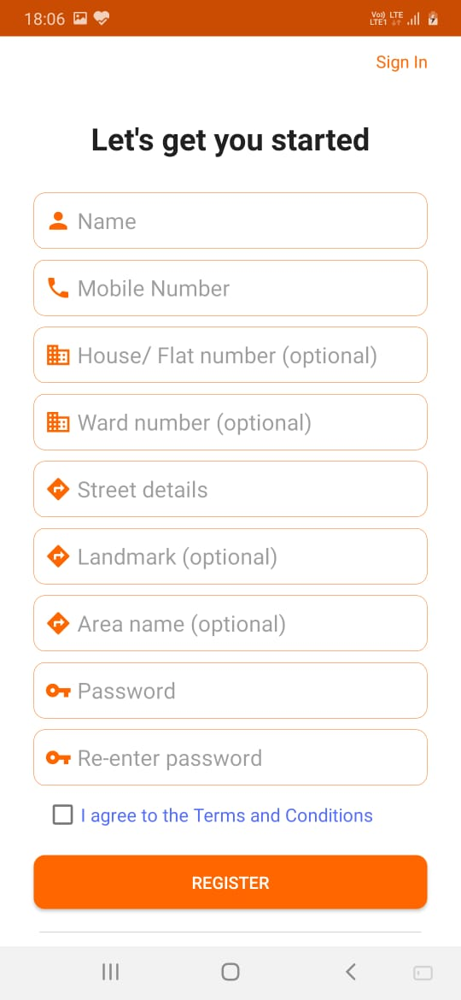 18:06
Vo)) LTE
LTE1
Sign In
Let's get you started
Name
Mobile Number
House/ Flat number (optional)
Ward number (optional)
Street details
Landmark (optional)
Area name (optional)
Password
Re-enter password
I agree to the Terms and Conditions
REGISTER